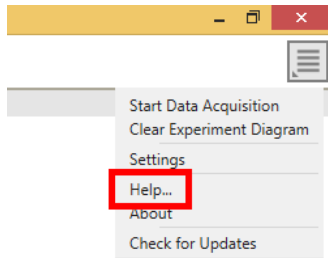 Start Data Acquisition
Clear Experiment Diagram
Settings
Help...
About
Check for Updates